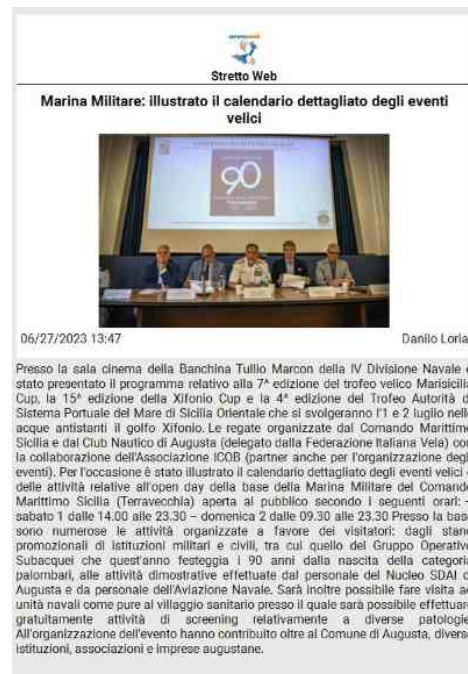 Stretto Web
Marina Militare: illustrato il calendario dettagliato degli eventi
velici
90
06/27/2023 13:47
Danilo Loria
Presso la sala cinema della Banchina Tullio Marcon della IV Divisione Navale è
stato presentato il programma relativo alla 7^ edizione del trofeo velico Marisicilia
Cup, la 15^ edizione della Xifonio Cup e la 4^ edizione del Trofeo Autorità di
Sistema Portuale del Mare di Sicilia Orientale che si svolgeranno l'1 e 2 luglio nelle
acque antistanti il golfo Xifonio. Le regate organizzate dal Comando Marittimo
Sicilia e dal Club Nautico di Augusta (delegato dalla Federazione Italiana Vela) con
la collaborazione dell'Associazione ICOB (partner anche per l'organizzazione degli
eventi). Per l'occasione è stato illustrato il calendario dettagliato degli eventi velici e
delle attività relative all'open day della base della Marina Militare del Comando
Marittimo Sicilia (Terravecchia) aperta al pubblico secondo i seguenti orari: –
sabato 1 dalle 14.00 alle 23.30 – domenica 2 dalle 09.30 alle 23.30 Presso la base
sono numerose le attività organizzate a favore dei visitatori: dagli stand
promozionali di istituzioni militari e civili, tra cui quello del Gruppo Operativo
Subacquei che quest'anno festeggia i 90 anni dalla nascita della categoria
palombari, alle attività dimostrative effettuate dal personale del Nucleo SDAI di
Augusta e da personale dell'Aviazione Navale. Sarà inoltre possibile fare visita ad
unità navali come pure al villaggio sanitario presso il quale sarà possibile effettuare
gratuitamente attività di screening relativamente a diverse patologie.
All'organizzazione dell'evento hanno contribuito oltre al Comune di Augusta, diverse
istituzioni, associazioni e imprese augustane.